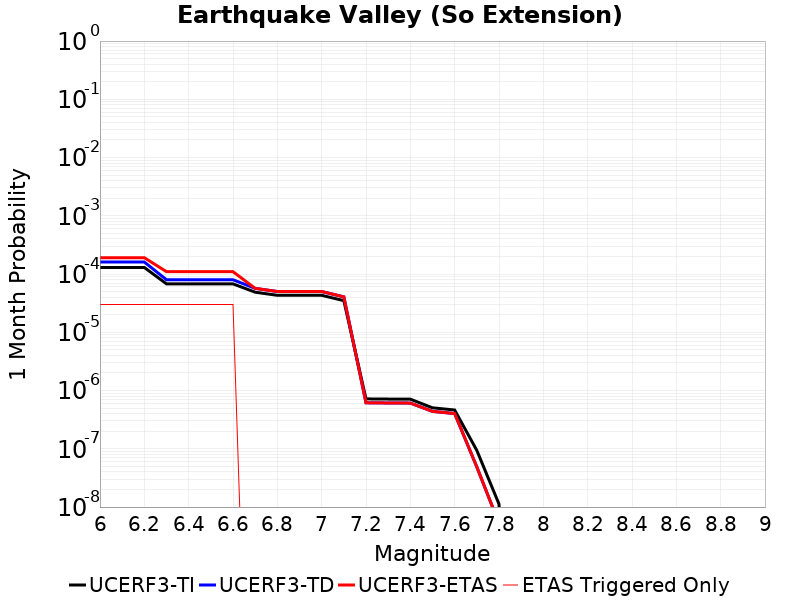 Earthquake Valley (So Extension)
10^0
10^-1
10^-2
10^-3
10^-4
10^-5
10^-6
10^-7
10^-8
1 Month Probability
6 6.2 6.4 6.6 6.8 7 7.2 7.4 7.6 7.8 8 8.2 8.4 8.6 8.8 9
Magnitude
UCERF3-TI UCERF3-TD UCERF3-ETAS ETAS Triggered Only